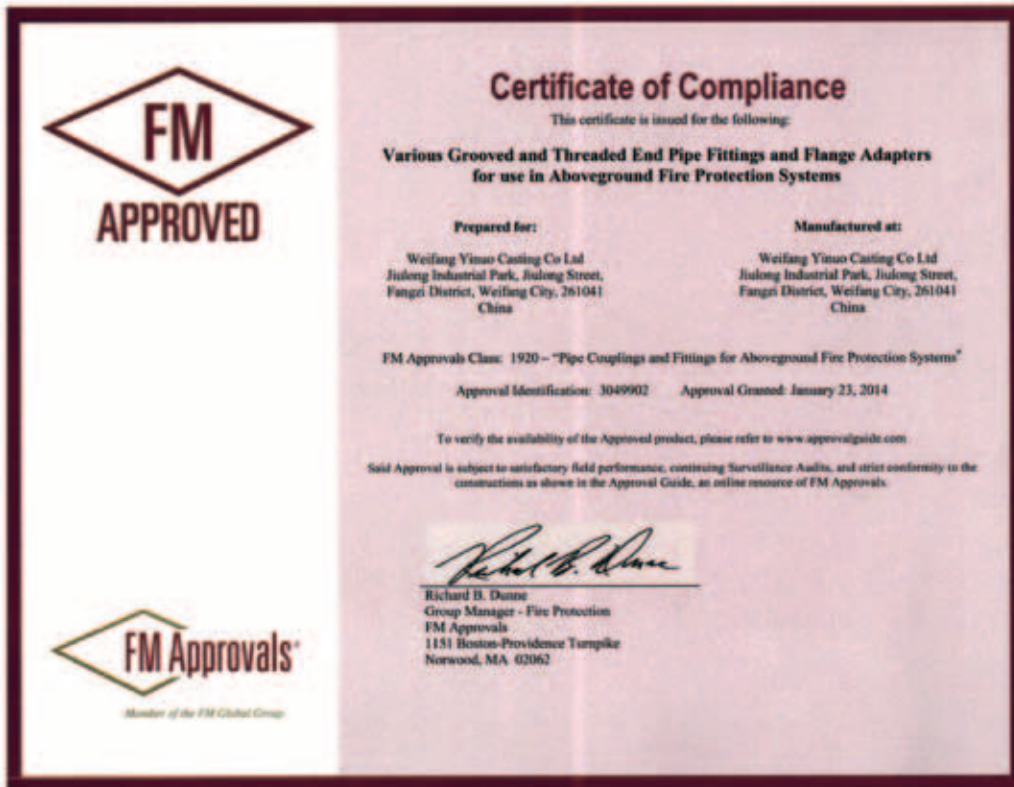 FM
APPROVED
Certificate of Compliance
This certificate is issued for the following:
Various Grooved and Threaded End Pipe Fittings and Flange Adapters
for use in Aboveground Fire Protection Systems
Prepared for:
Weifang Yinuo Casting Co Ltd
Jiulong Industrial Park, Jiulong Street,
Fangzi District, Weifang City, 261041
China
Manufactured at:
Weifang Yinuo Casting Co Ltd
Jiulong Industrial Park, Jiulong Street,
Fangzi District, Weifang City, 261041
China
FM Approvals Class: 1920 – "Pipe Couplings and Fittings for Aboveground Fire Protection Systems"
Approval Identification: 3049902 Approval Granted: January 23, 2014
To verify the availability of the Approved product, please refer to www.approvalguide.com
Said Approval is subject to satisfactory field performance, continuing Surveillance Audits, and strict conformity to the
constructions as shown in the Approval Guide, an online resource of FM Approvals.
Richard B. Dunne
Richard B. Dunne
Group Manager - Fire Protection
FM Approvals
1151 Boston-Providence Turnpike
Norwood, MA 02062
FM Approvals
Member of the FM Global Group